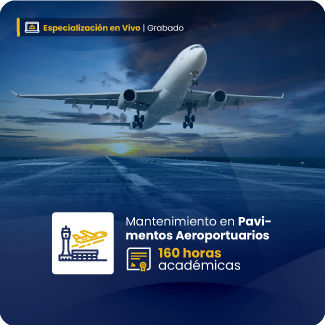 Especialización en Vivo | Grabado
Mantenimiento en Pavi-
mentos Aeroportuarios
160 horas
académicas